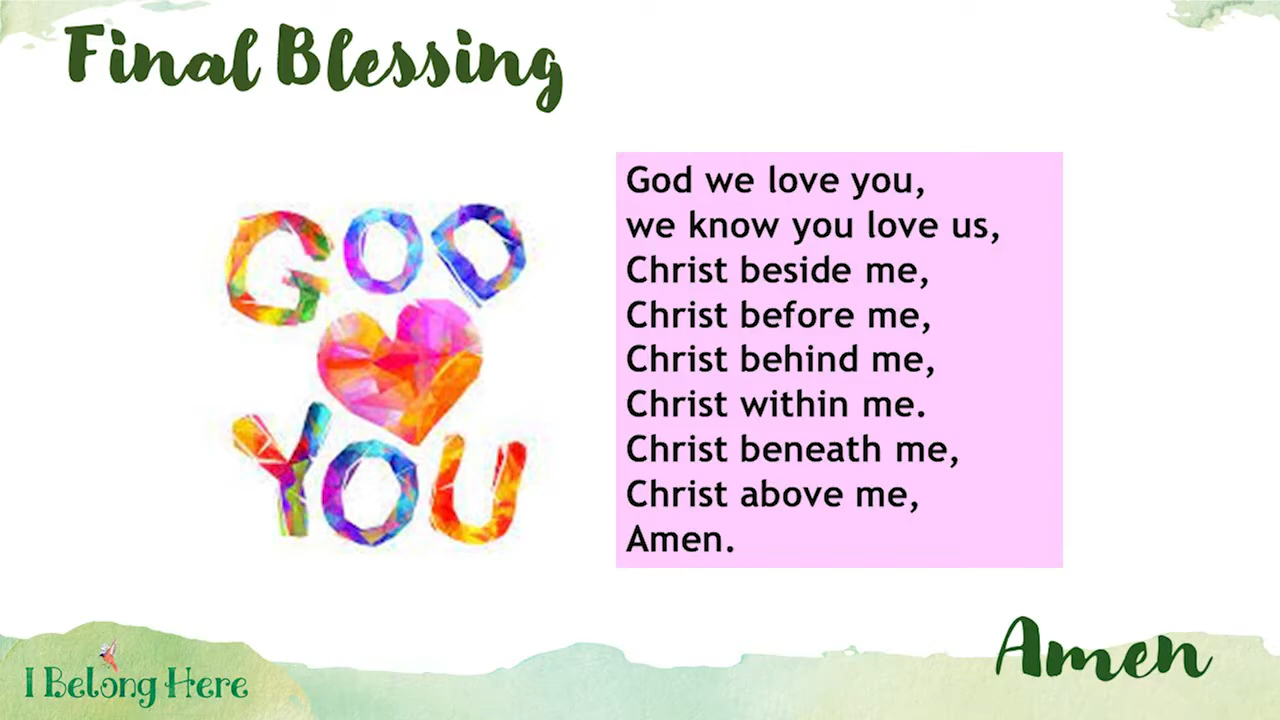 Final Blessing
GOD
YOU
God we love you,
we know you love us,
Christ beside me,
Christ before me,
Christ behind me,
Christ within me.
Christ beneath me,
Christ above me,
Amen.
Amen
I Belong Here